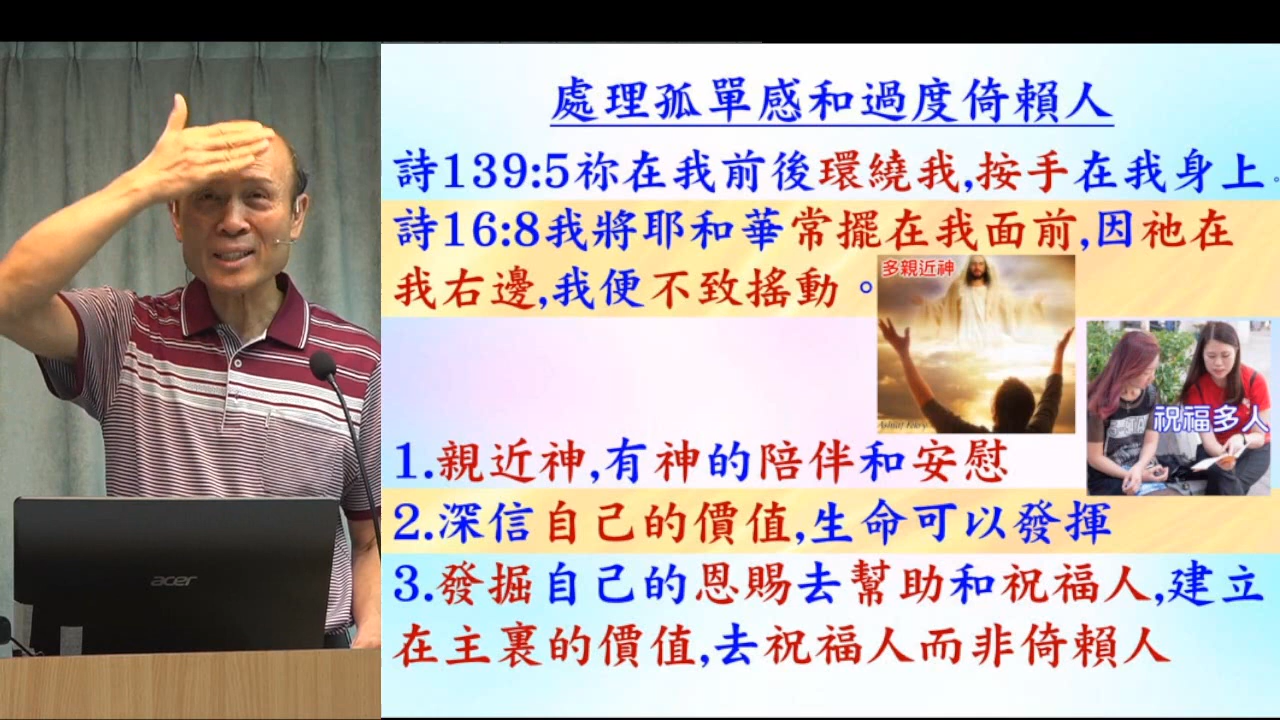 處理孤單感和過度倚賴人
詩139:5祢在我前後環繞我,按手在我身上。
詩16:8我將耶和華常擺在我面前,因祂在
我右邊,我便不致搖動。
多親近神
祝福多人
1.親近神,有神的陪伴和安慰
2.深信自己的價值,生命可以發揮
3.發掘自己的恩賜去幫助和祝福人,建立
在主裏的價值,去祝福人而非倚賴人
acer